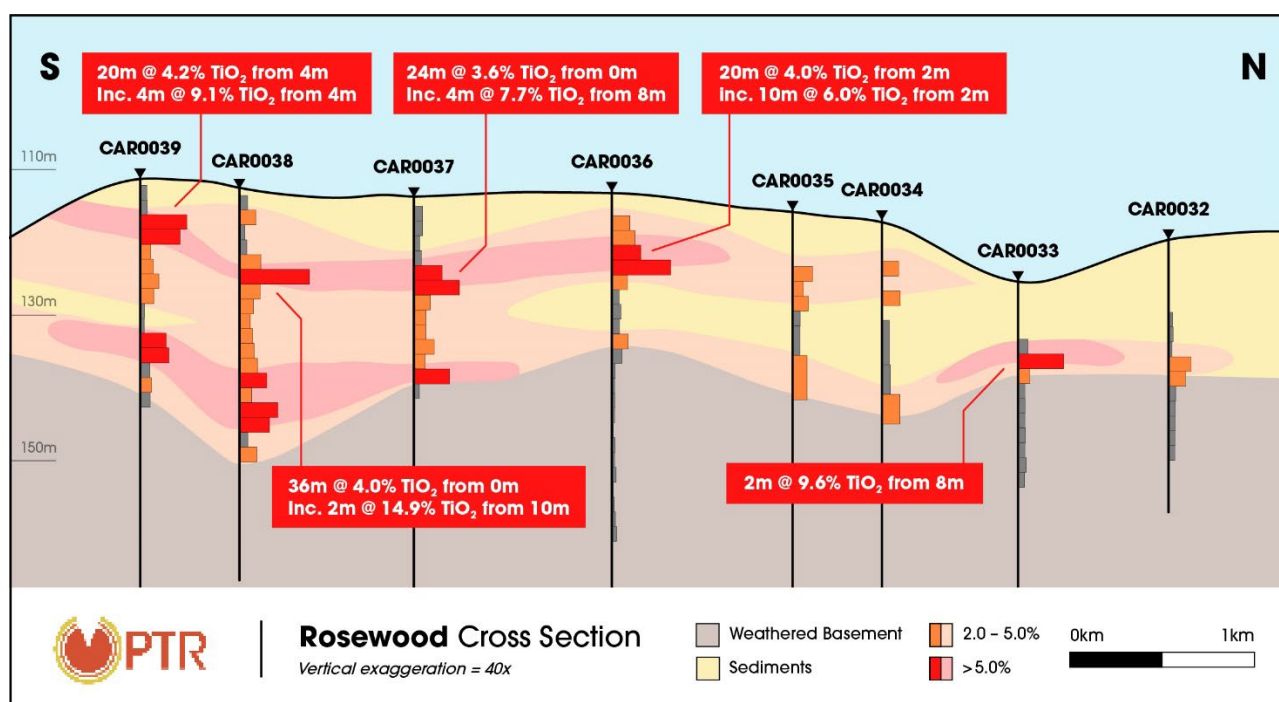 S
N
20m @ 4.2% TiO₂ from 4m
Inc. 4m @ 9.1% TiO₂ from 4m
24m @ 3.6% TiO₂ from 0m
Inc. 4m @ 7.7% TiO₂ from 8m
20m @ 4.0% TiO₂ from 2m
inc. 10m @ 6.0% TiO₂ from 2m
CAR0039
CAR0038
CAR0037
CAR0036
CAR0035
CAR0034
CAR0033
CAR0032
110m
130m
150m
36m @ 4.0% TiO₂ from 0m
Inc. 2m @ 14.9% TiO₂ from 10m
2m @ 9.6% TiO₂ from 8m
PTR
Rosewood Cross Section
Vertical exaggeration = 40x
Weathered Basement
Sediments
2.0 – 5.0%
>5.0%
0km
1km